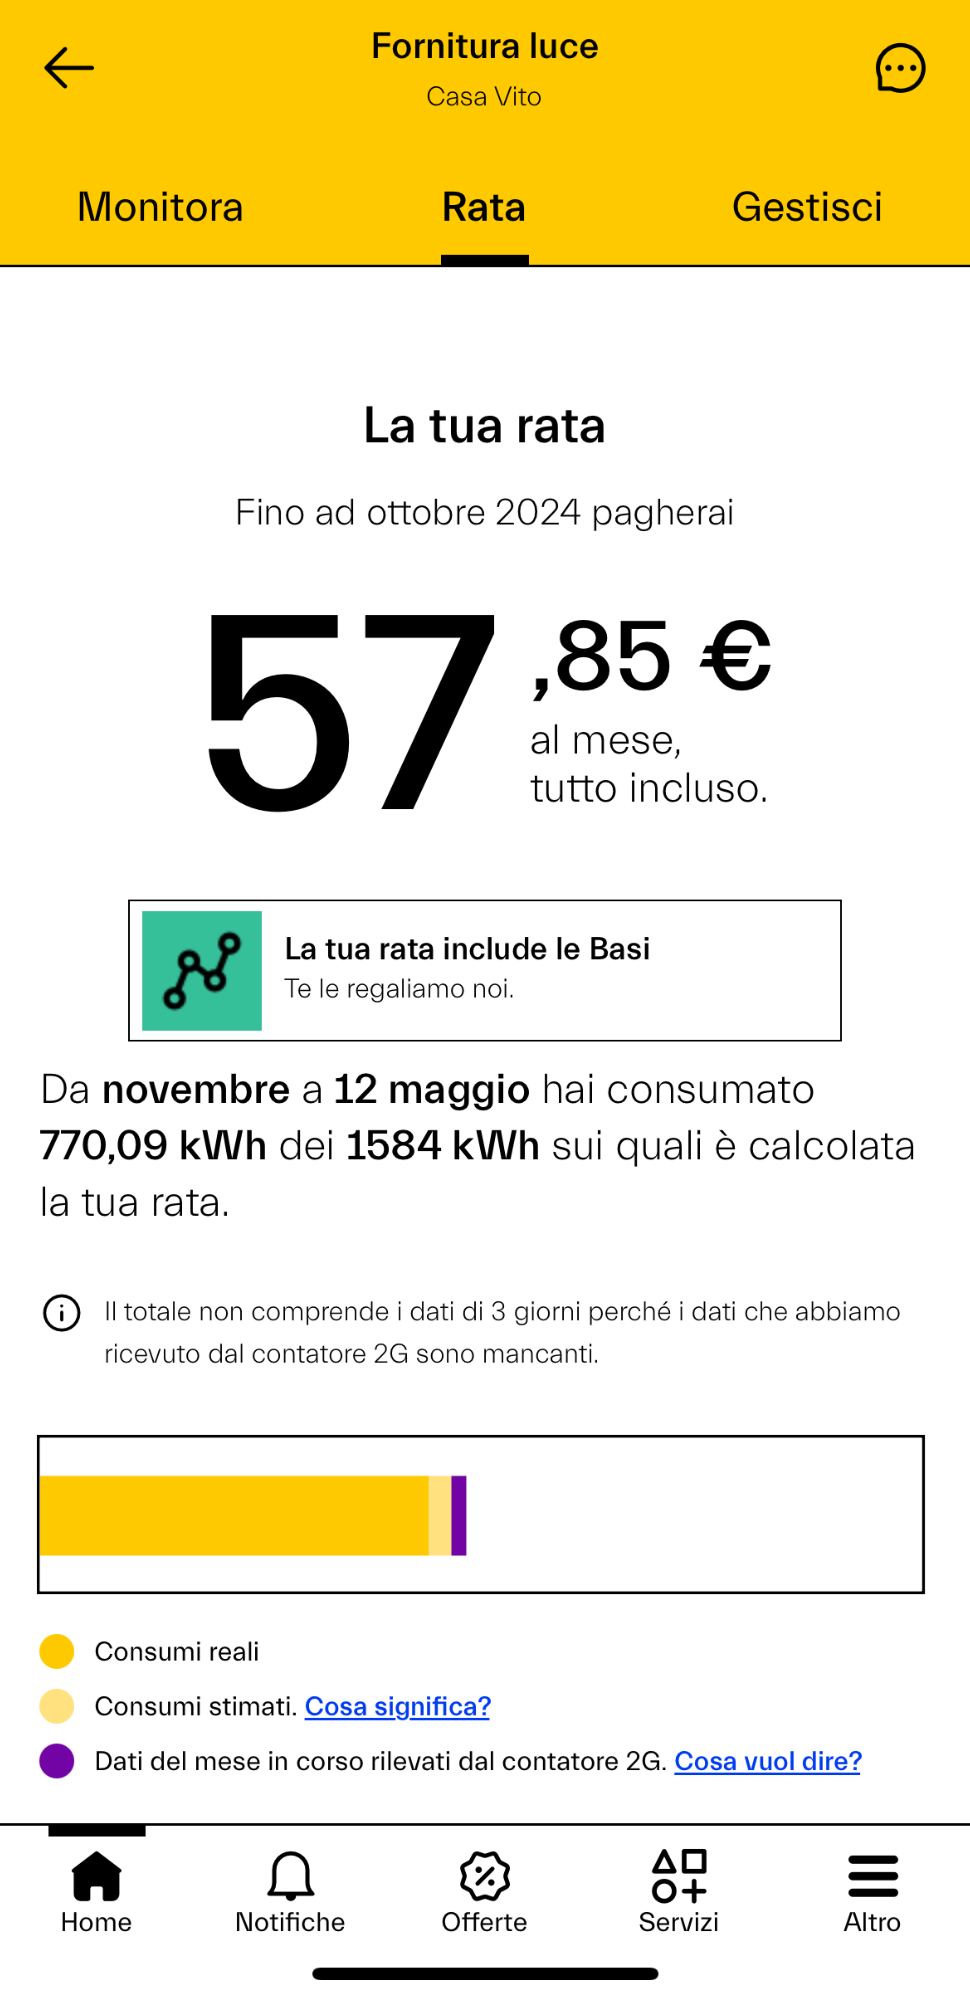 Fornitura luce
Casa Vito
Monitora Rata Gestisci
La tua rata
Fino ad ottobre 2024 pagherai
57,85 €
al mese,
tutto incluso.
La tua rata include le Basi
Te le regaliamo noi.
Da novembre a 12 maggio hai consumato
770,09 kWh dei 1584 kWh sui quali è calcolata
la tua rata.
Il totale non comprende i dati di 3 giorni perché i dati che abbiamo
ricevuto dal contatore 2G sono mancanti.
Consumi reali
Consumi stimati. Cosa significa?
Dati del mese in corso rilevati dal contatore 2G. Cosa vuol dire?
Home Notifiche Offerte Servizi Altro